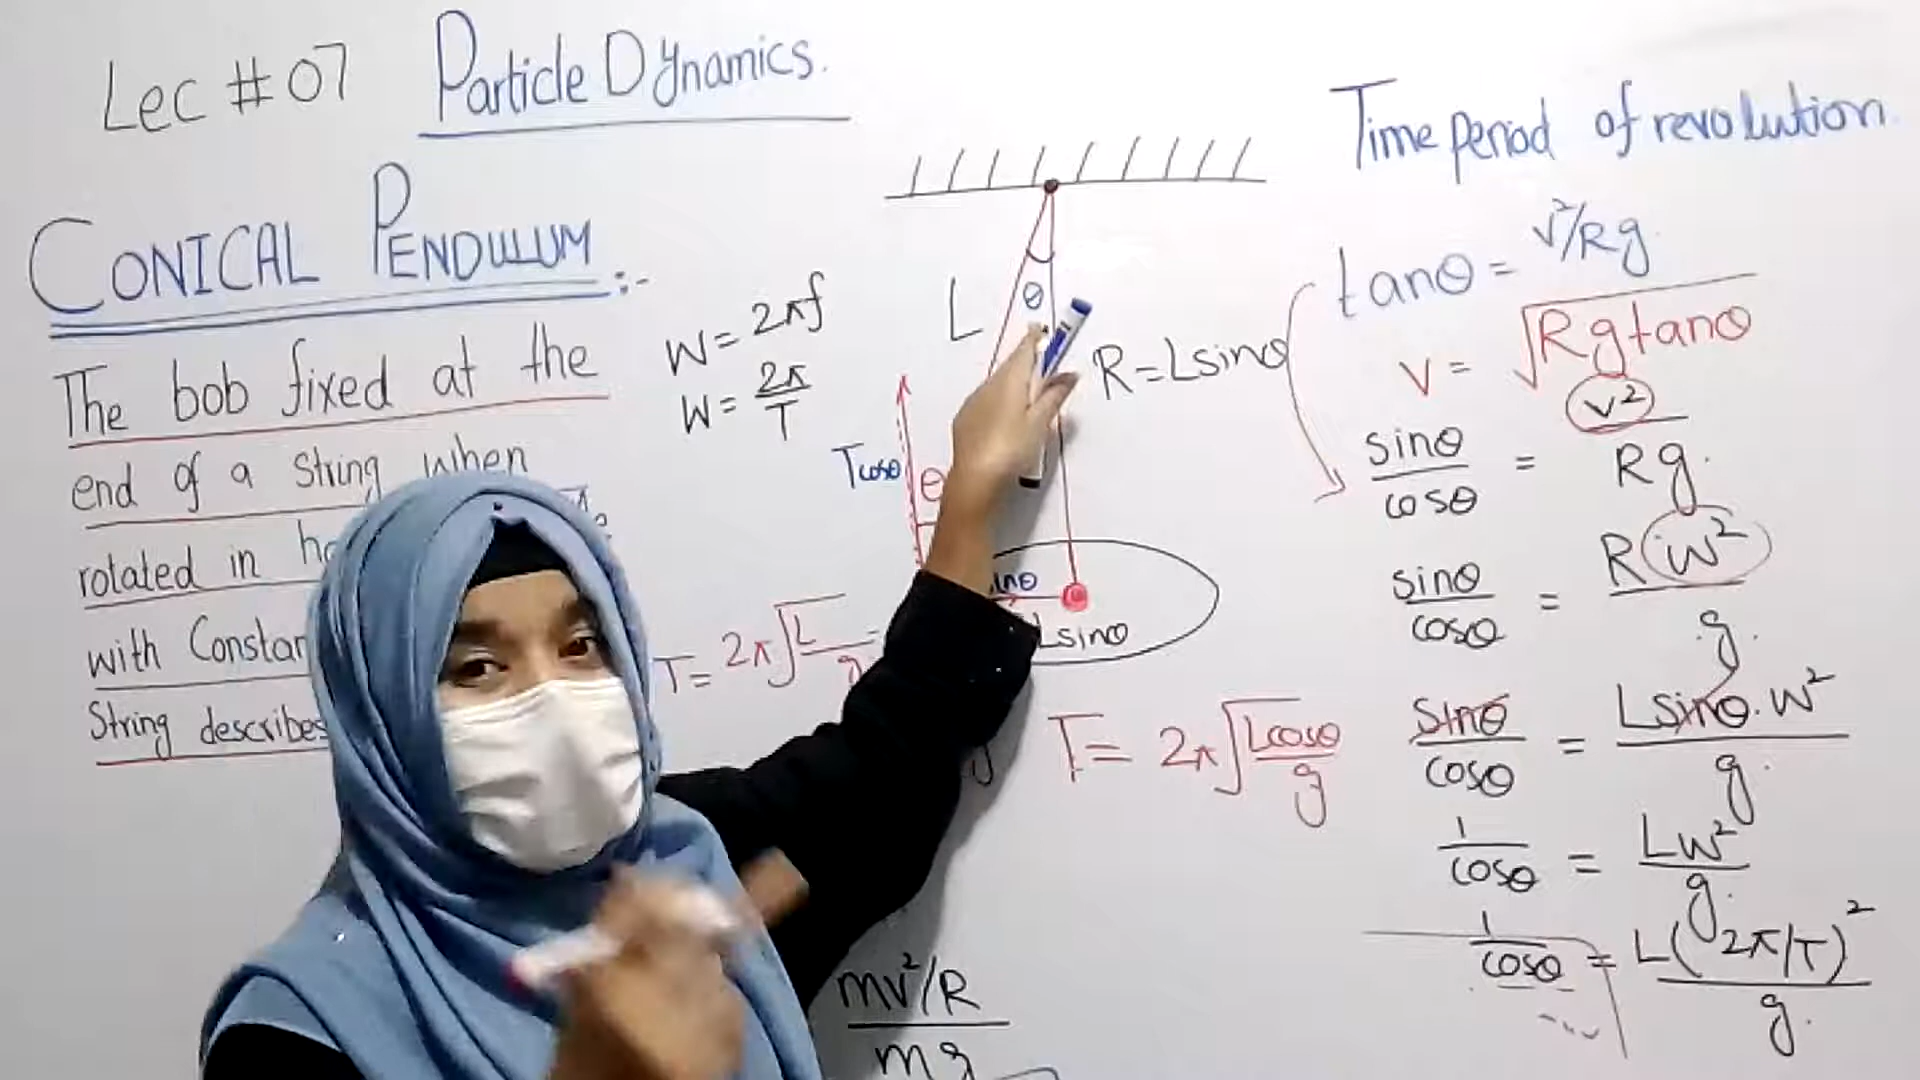 Lec # 07 Particle Dynamics.
CONICAL PENDULUM :-
The bob fixed at the
end of a string when
rotated in
with
String describes
W = 2πf
W = 2π/T
L
θ
R = Lsinθ
Tcosθ
θ
Lsinθ
T = 2π√L/g
T = 2π√Lcosθ/g
mv²/R
mg
Time period of revolution.
tanθ = v²/Rg.
v = √Rgtanθ
sinθ/cosθ = v²/Rg.
sinθ/cosθ = RW²/g.
sinθ/cosθ = Lsinθ.W²/g.
1/cosθ = LW²/g.
1/cosθ = L(2π/T)²/g.